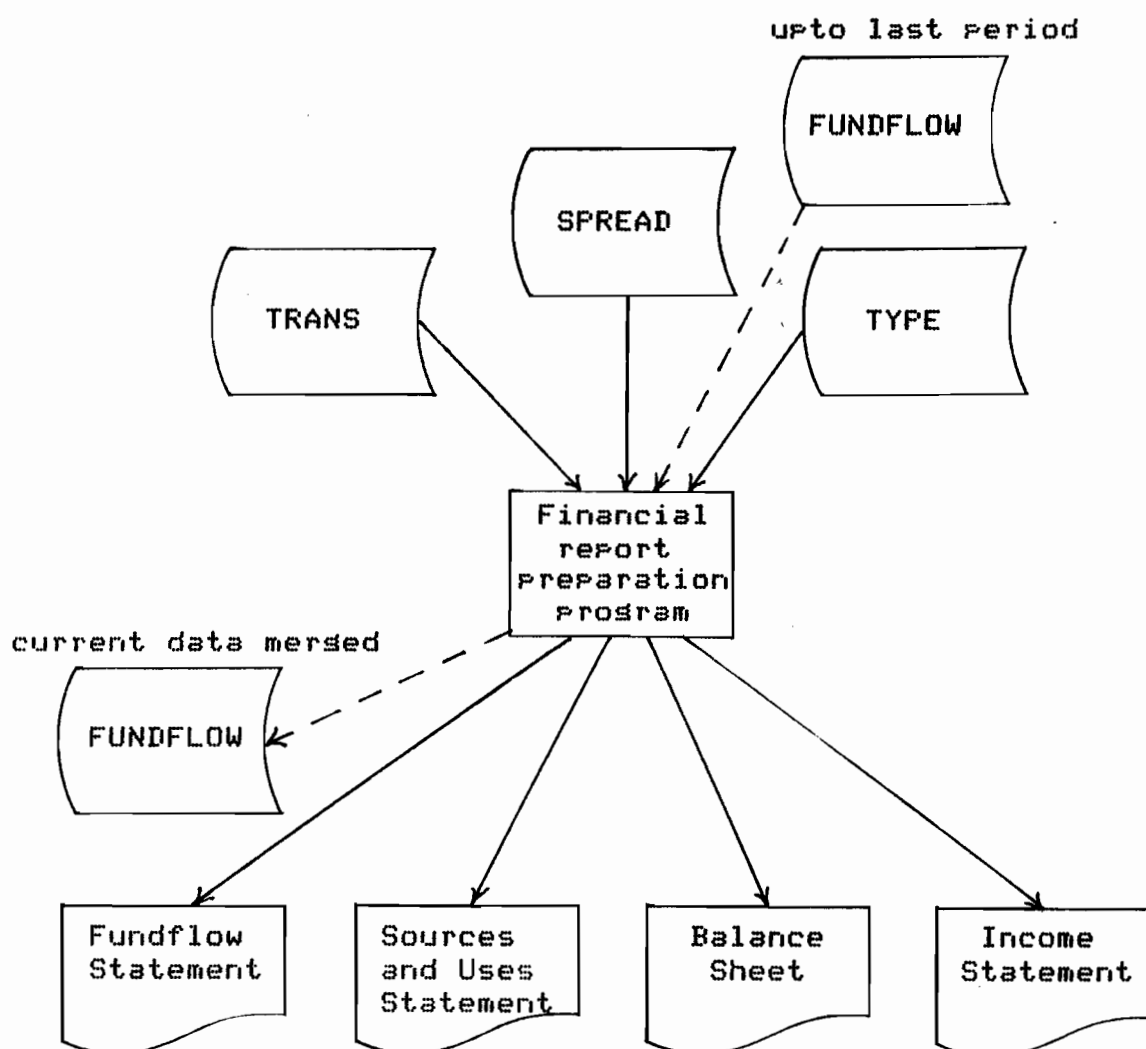 upto last period
FUNDFLOW
SPREAD
TRANS
TYPE
Financial
report
preparation
program
current data merged
FUNDFLOW
Fundflow
Statement
Sources
and Uses
Statement
Balance
Sheet
Income
Statement